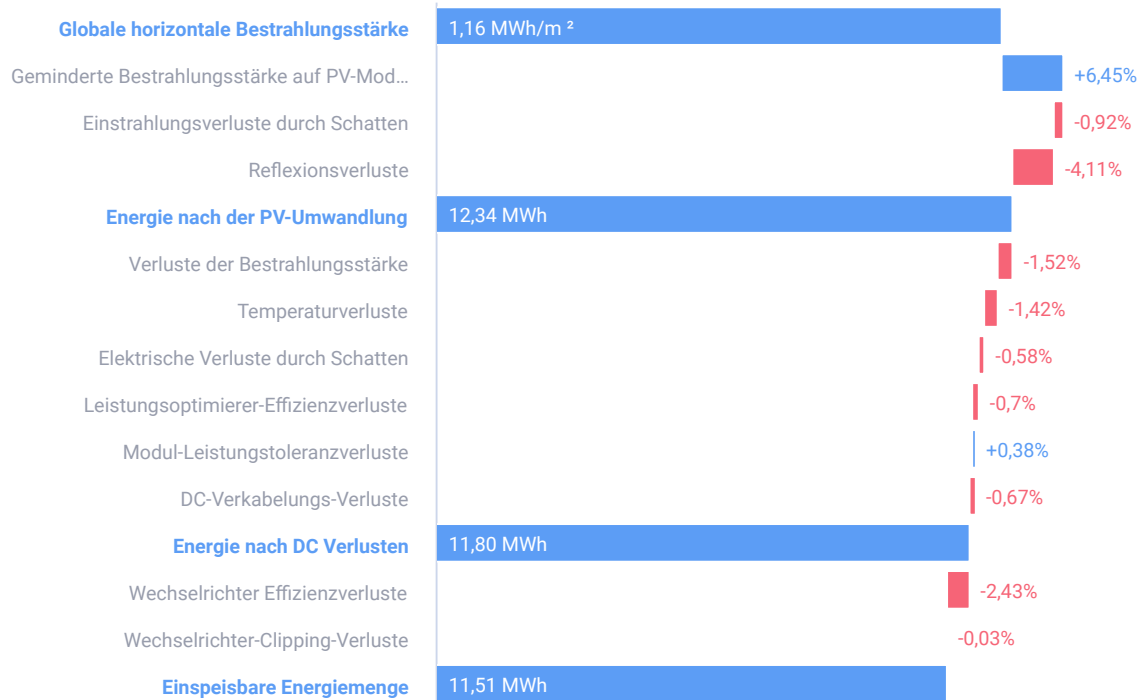 Globale horizontale Bestrahlungsstärke 1,16 MWh/m ²
Geminderte Bestrahlungsstärke auf PV-Mod... +6,45%
Einstrahlungsverluste durch Schatten -0,92%
Reflexionsverluste -4,11%
Energie nach der PV-Umwandlung 12,34 MWh
Verluste der Bestrahlungsstärke -1,52%
Temperaturverluste -1,42%
Elektrische Verluste durch Schatten -0,58%
Leistungsoptimierer-Effizienzverluste -0,7%
Modul-Leistungstoleranzverluste +0,38%
DC-Verkabelungs-Verluste -0,67%
Energie nach DC Verlusten 11,80 MWh
Wechselrichter Effizienzverluste -2,43%
Wechselrichter-Clipping-Verluste -0,03%
Einspeisbare Energiemenge 11,51 MWh